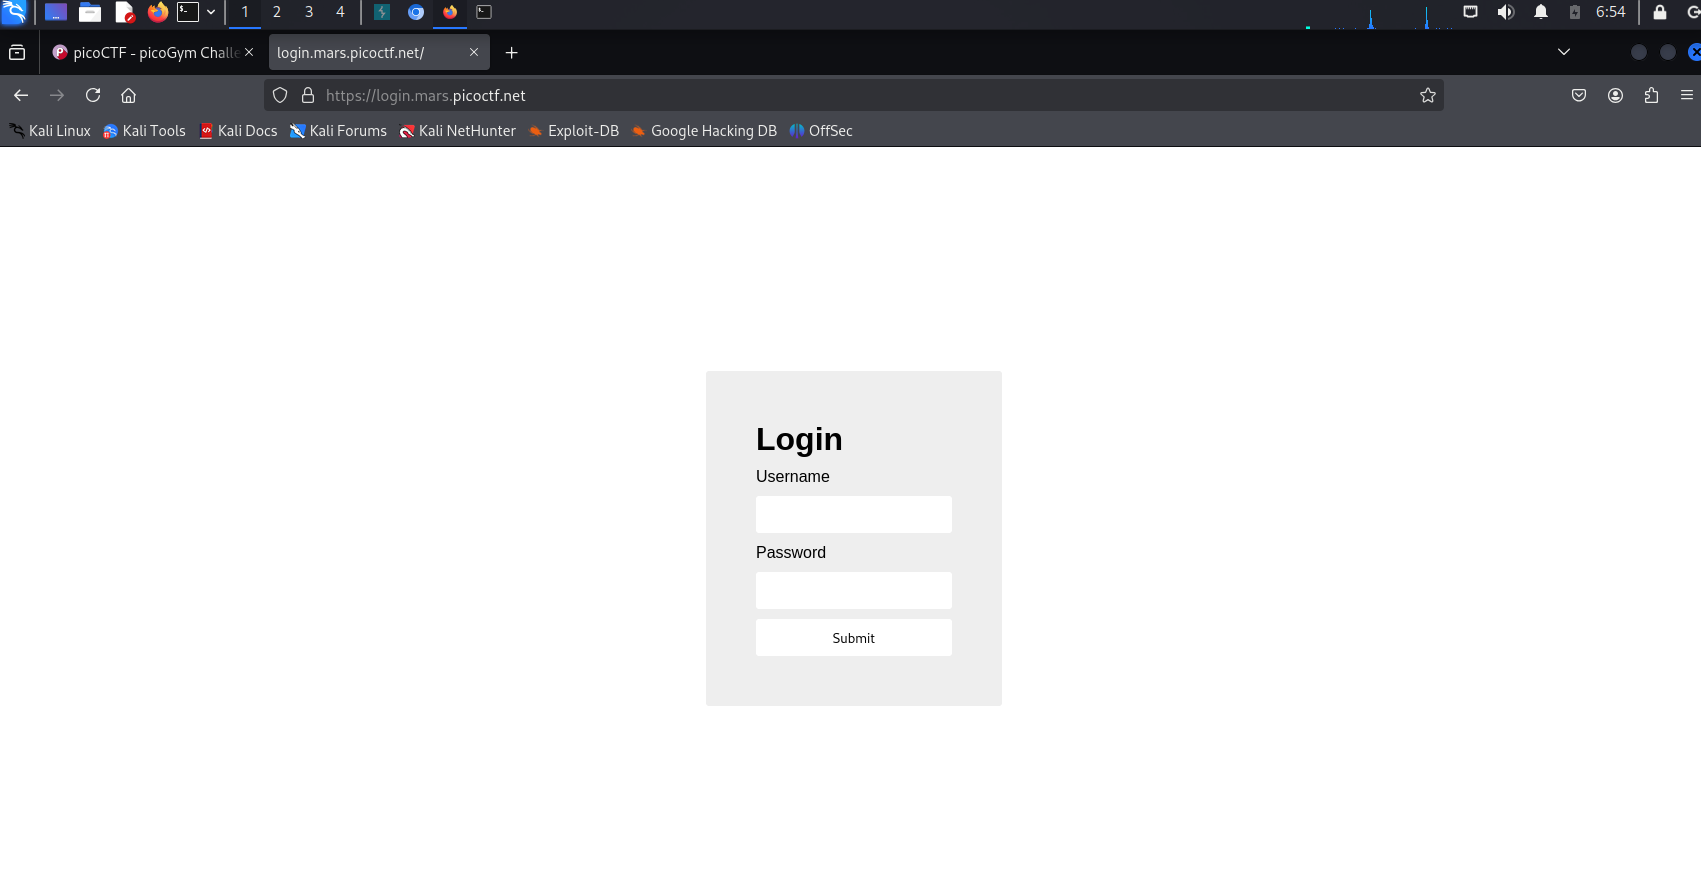 1 2 3 4 6:54
picoCTF - picoGym Challe login.mars.picoctf.net/
https://login.mars.picoctf.net
Kali Linux Kali Tools Kali Docs Kali Forums Kali NetHunter Exploit-DB Google Hacking DB OffSec
Login
Username
Password
Submit